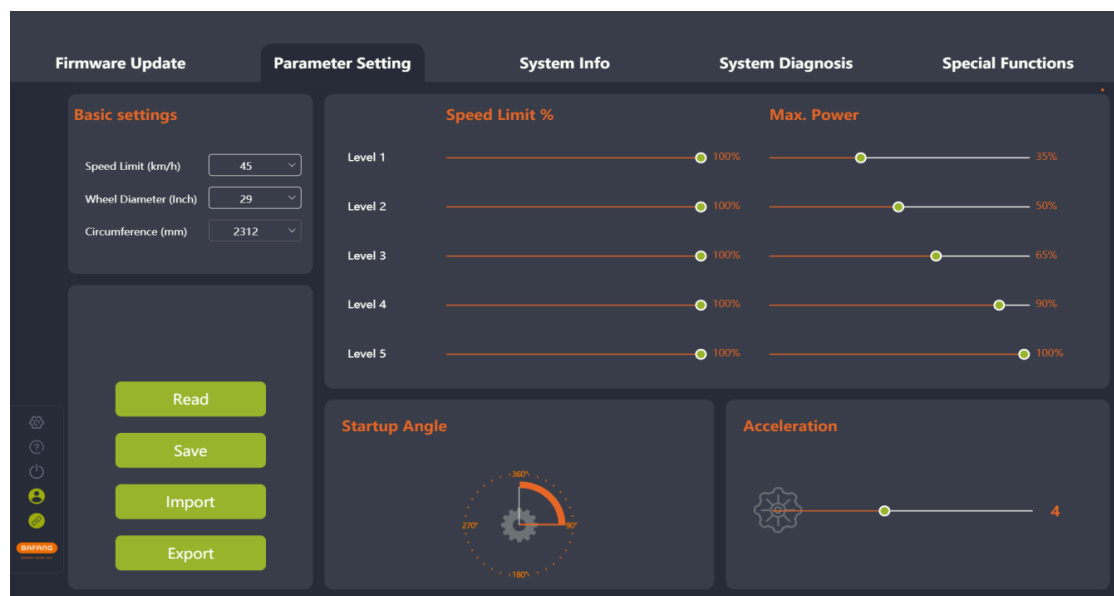 Firmware Update
Parameter Setting
System Info
System Diagnosis
Special Functions
Basic settings
Speed Limit (km/h) 45
Wheel Diameter (Inch) 29
Circumference (mm) 2312
Read
Save
Import
Export
BAFANG
Speed Limit % Max. Power
Level 1 100% 35%
Level 2 100% 50%
Level 3 100% 65%
Level 4 100% 90%
Level 5 100% 100%
Startup Angle
360°
270° 90°
180°
Acceleration
4